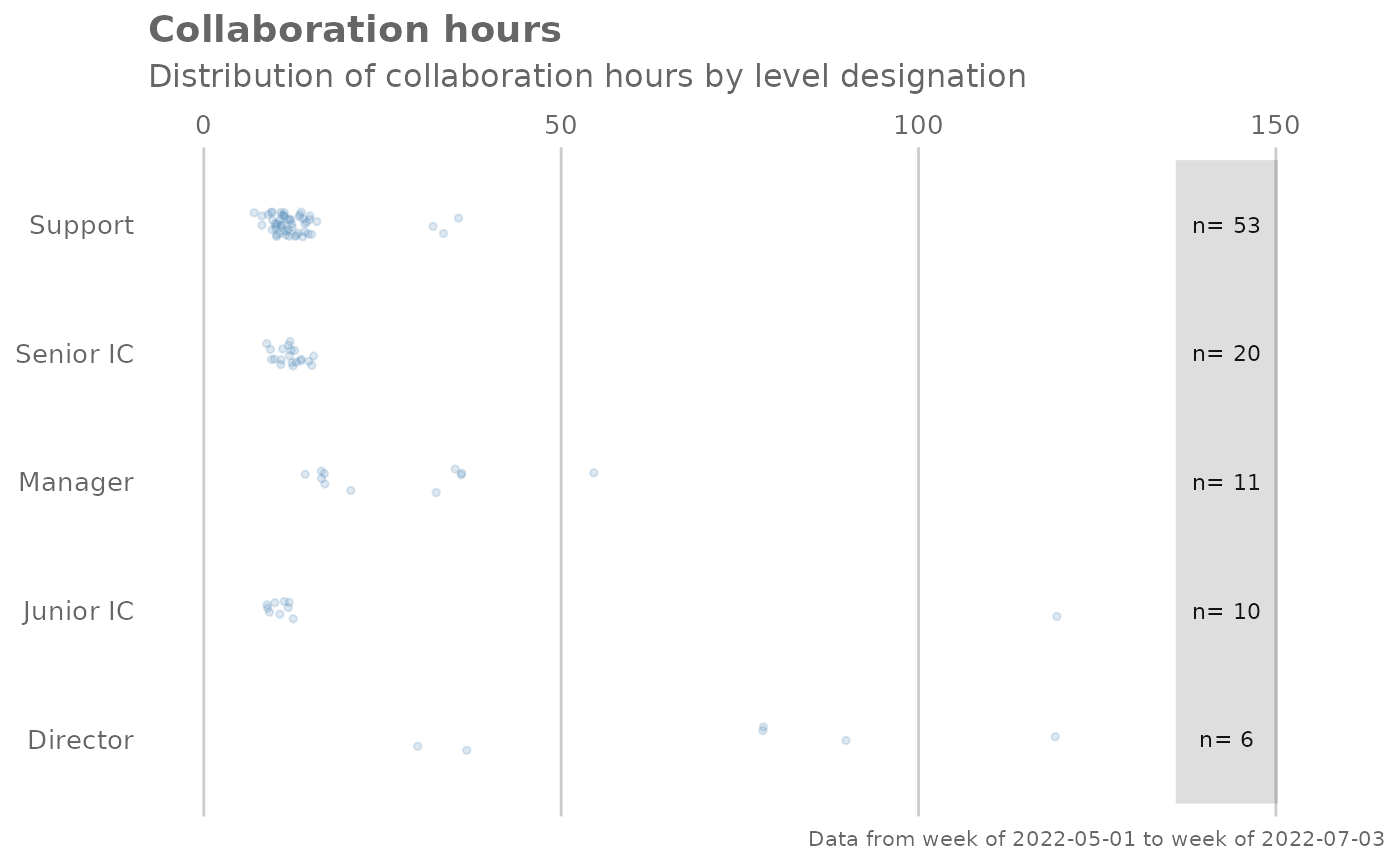 Collaboration hours
Distribution of collaboration hours by level designation
0 50 100 150
Support n= 53
Senior IC n= 20
Manager n= 11
Junior IC n= 10
Director n= 6
Data from week of 2022-05-01 to week of 2022-07-03